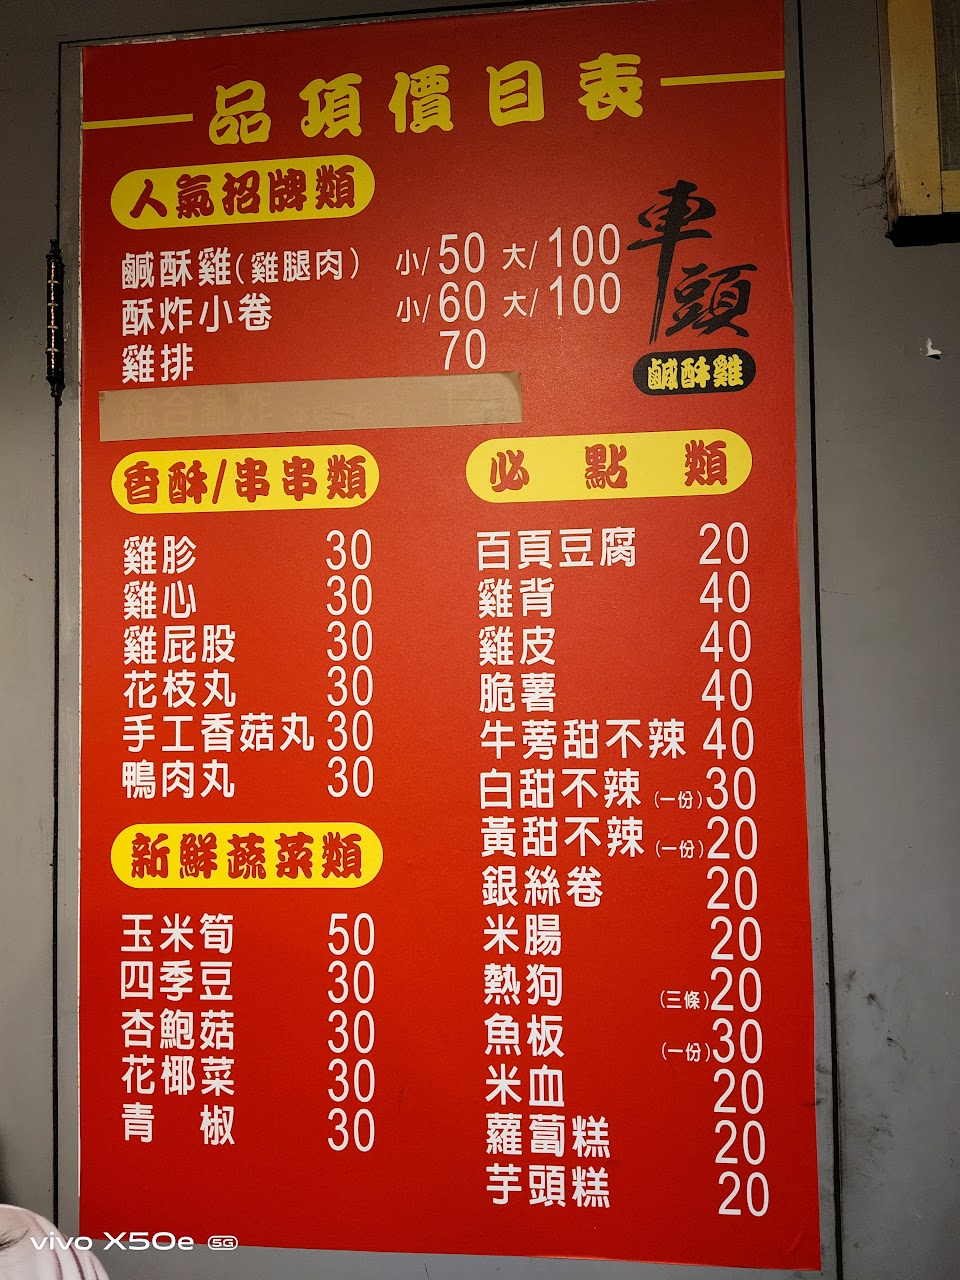 品項價目表
人氣招牌類
車頭
鹹酥雞
鹹酥雞(雞腿肉) 小/50 大/100
酥炸小卷 小/60 大/100
雞排 70
香酥/串串類
雞胗 30
雞心 30
雞屁股 30
花枝丸 30
手工香菇丸 30
鴨肉丸 30
新鮮蔬菜類
玉米筍 50
四季豆 30
杏鮑菇 30
花椰菜 30
青椒 30
必點類
百頁豆腐 20
雞背 40
雞皮 40
脆薯 40
牛蒡甜不辣 40
白甜不辣 (一份)30
黃甜不辣 (一份)20
銀絲卷 20
米腸 20
熱狗 (三條)20
魚板 (一份)30
米血 20
蘿蔔糕 20
芋頭糕 20
vivo X50e 5G